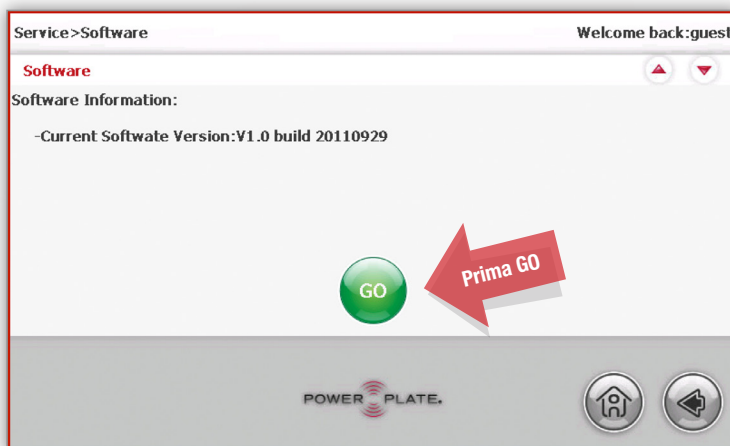 Service>Software
Welcome back:guest
Software
Software Information:
-Current Softwate Version:V1.0 build 20110929
GO
Prima GO
POWER PLATE.